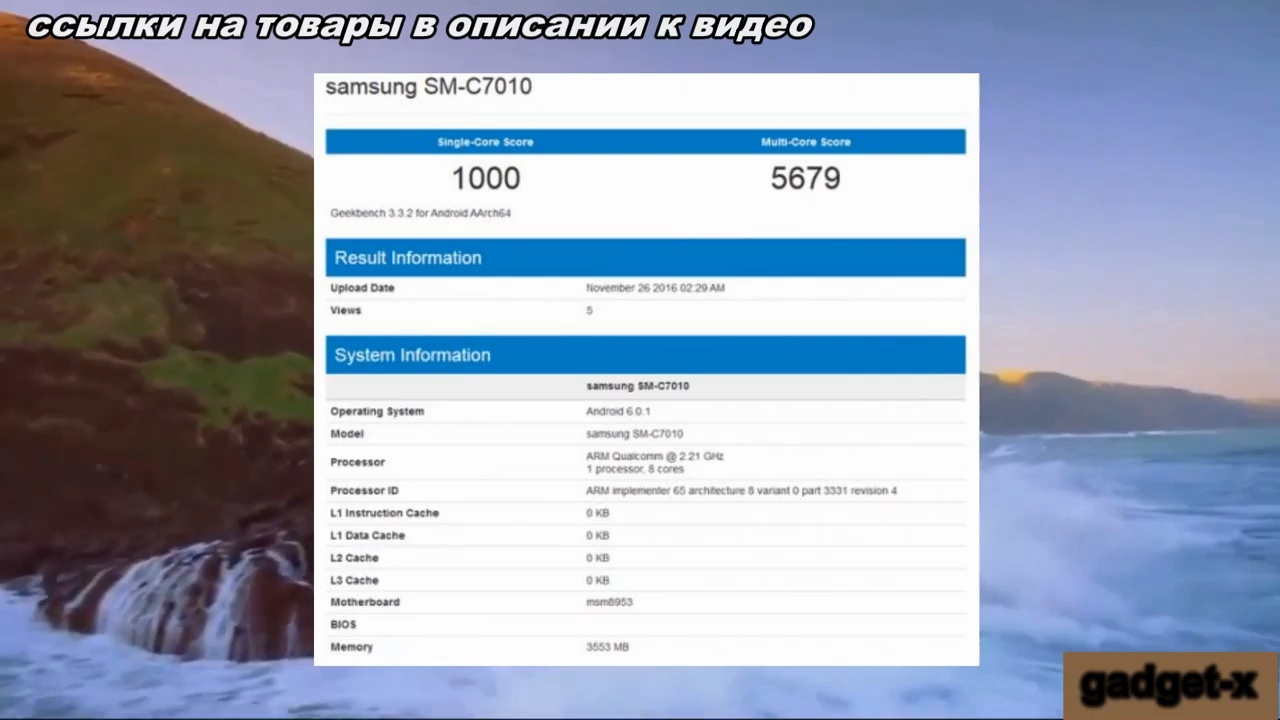 ссылки на товары в описании к видео
samsung SM-C7010
Single-Core Score Multi-Core Score
1000 5679
Geekbench 3.3.2 for Android AArch64
Result Information
Upload Date November 26 2016 02:29 AM
Views 5
System Information
samsung SM-C7010
Operating System Android 6.0.1
Model samsung SM-C7010
Processor ARM Qualcomm @ 2.21 GHz
1 processor, 8 cores
Processor ID ARM implementer 65 architecture 8 variant 0 part 3331 revision 4
L1 Instruction Cache 0 KB
L1 Data Cache 0 KB
L2 Cache 0 KB
L3 Cache 0 KB
Motherboard msm8953
BIOS
Memory 3553 MB
gadget-x